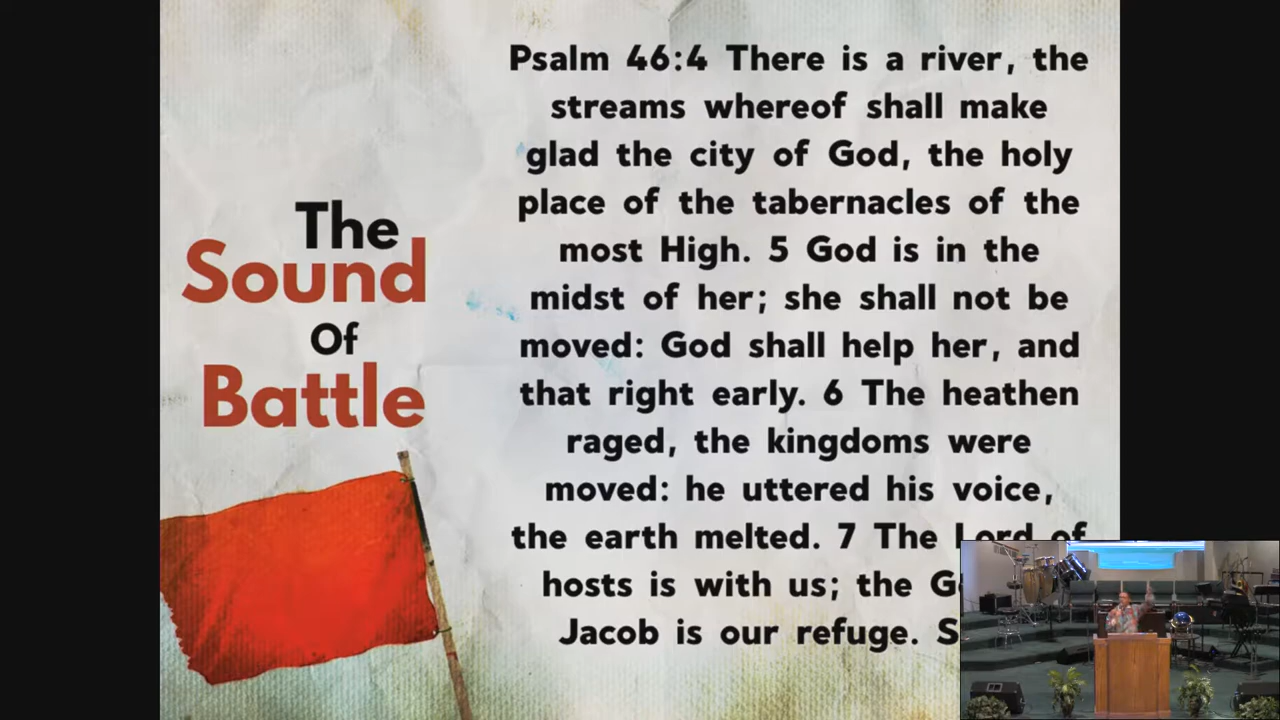 The
Sound
Of
Battle
Psalm 46:4 There is a river, the
streams whereof shall make
glad the city of God, the holy
place of the tabernacles of the
most High. 5 God is in the
midst of her; she shall not be
moved: God shall help her, and
that right early. 6 The heathen
raged, the kingdoms were
moved: he uttered his voice,
the earth melted. 7 The Lord of
hosts is with us; the
Jacob is our refuge.